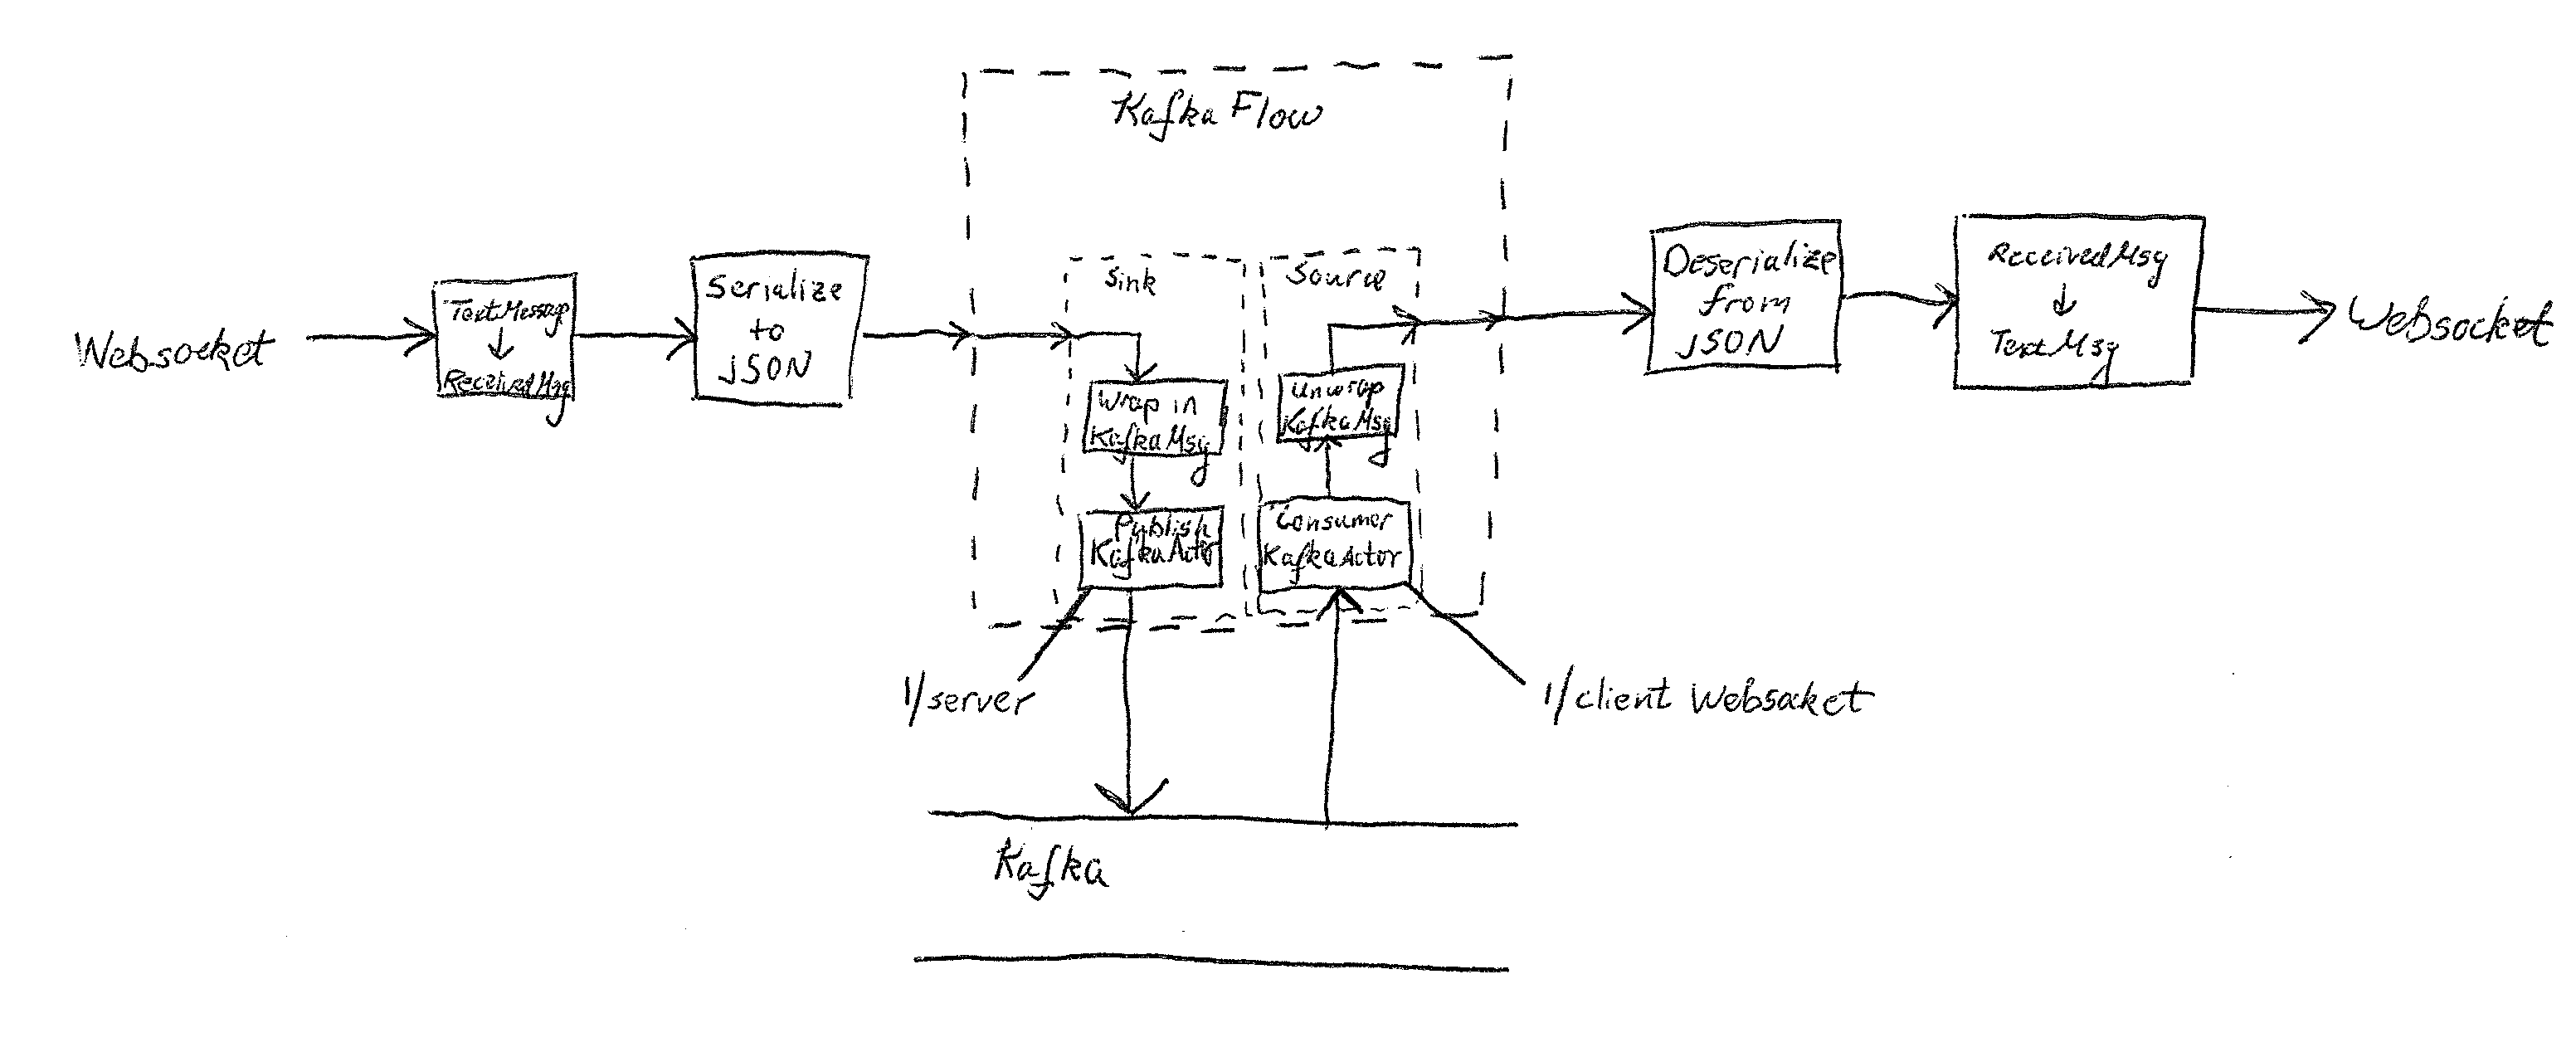 Kafka Flow
Websocket
TextMessage
↓
ReceivedMsg
Serialize
to
JSON
Sink
Wrap in
KafkaMsg
Publish
KafkaActor
Source
Unwrap
KafkaMsg
Consumer
KafkaActor
Deserialize
from
JSON
ReceivedMsg
↓
TextMsg
Websocket
1/server
1/client Websocket
Kafka